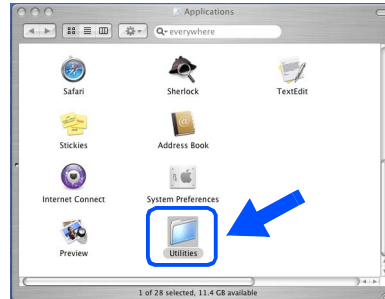 Applications
everywhere
Safari
Sherlock
TextEdit
Stickies
Address Book
Internet Connect
System Preferences
Preview
Utilities
1 of 28 selected, 11.4 GB available